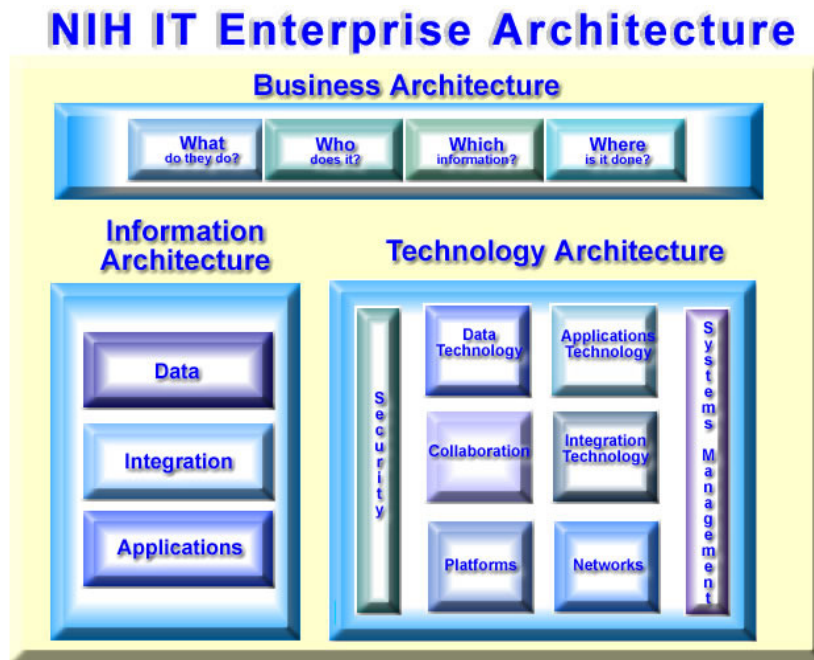 NIH IT Enterprise Architecture
Business Architecture
What
do they do?
Who
does it?
Which
information?
Where
is it done?
Information
Architecture
Data
Integration
Applications
Technology Architecture
Security
Data
Technology
Applications
Technology
Collaboration
Integration
Technology
Platforms
Networks
Systems Management